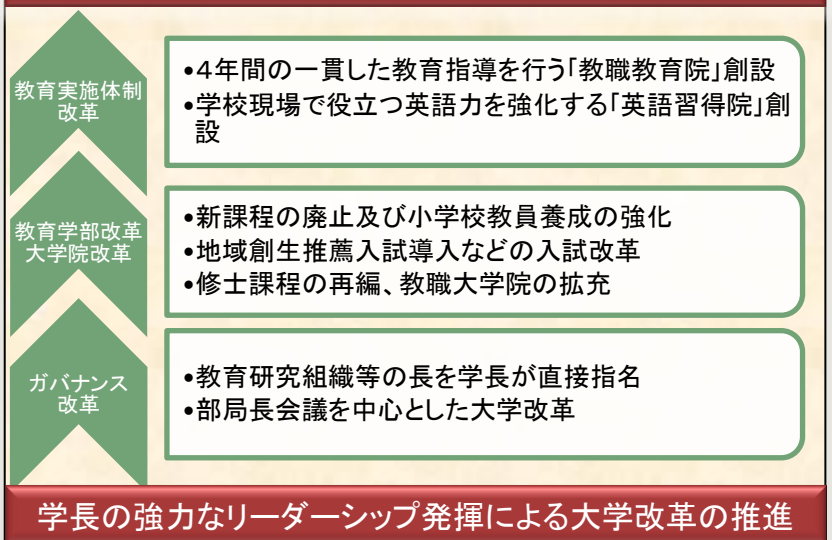 教育実施体制
改革
•4年間の一貫した教育指導を行う「教職教育院」創設
•学校現場で役立つ英語力を強化する「英語習得院」創
設
教育学部改革
大学院改革
•新課程の廃止及び小学校教員養成の強化
•地域創生推薦入試導入などの入試改革
•修士課程の再編、教職大学院の拡充
ガバナンス
改革
•教育研究組織等の長を学長が直接指名
•部局長会議を中心とした大学改革
学長の強力なリーダーシップ発揮による大学改革の推進